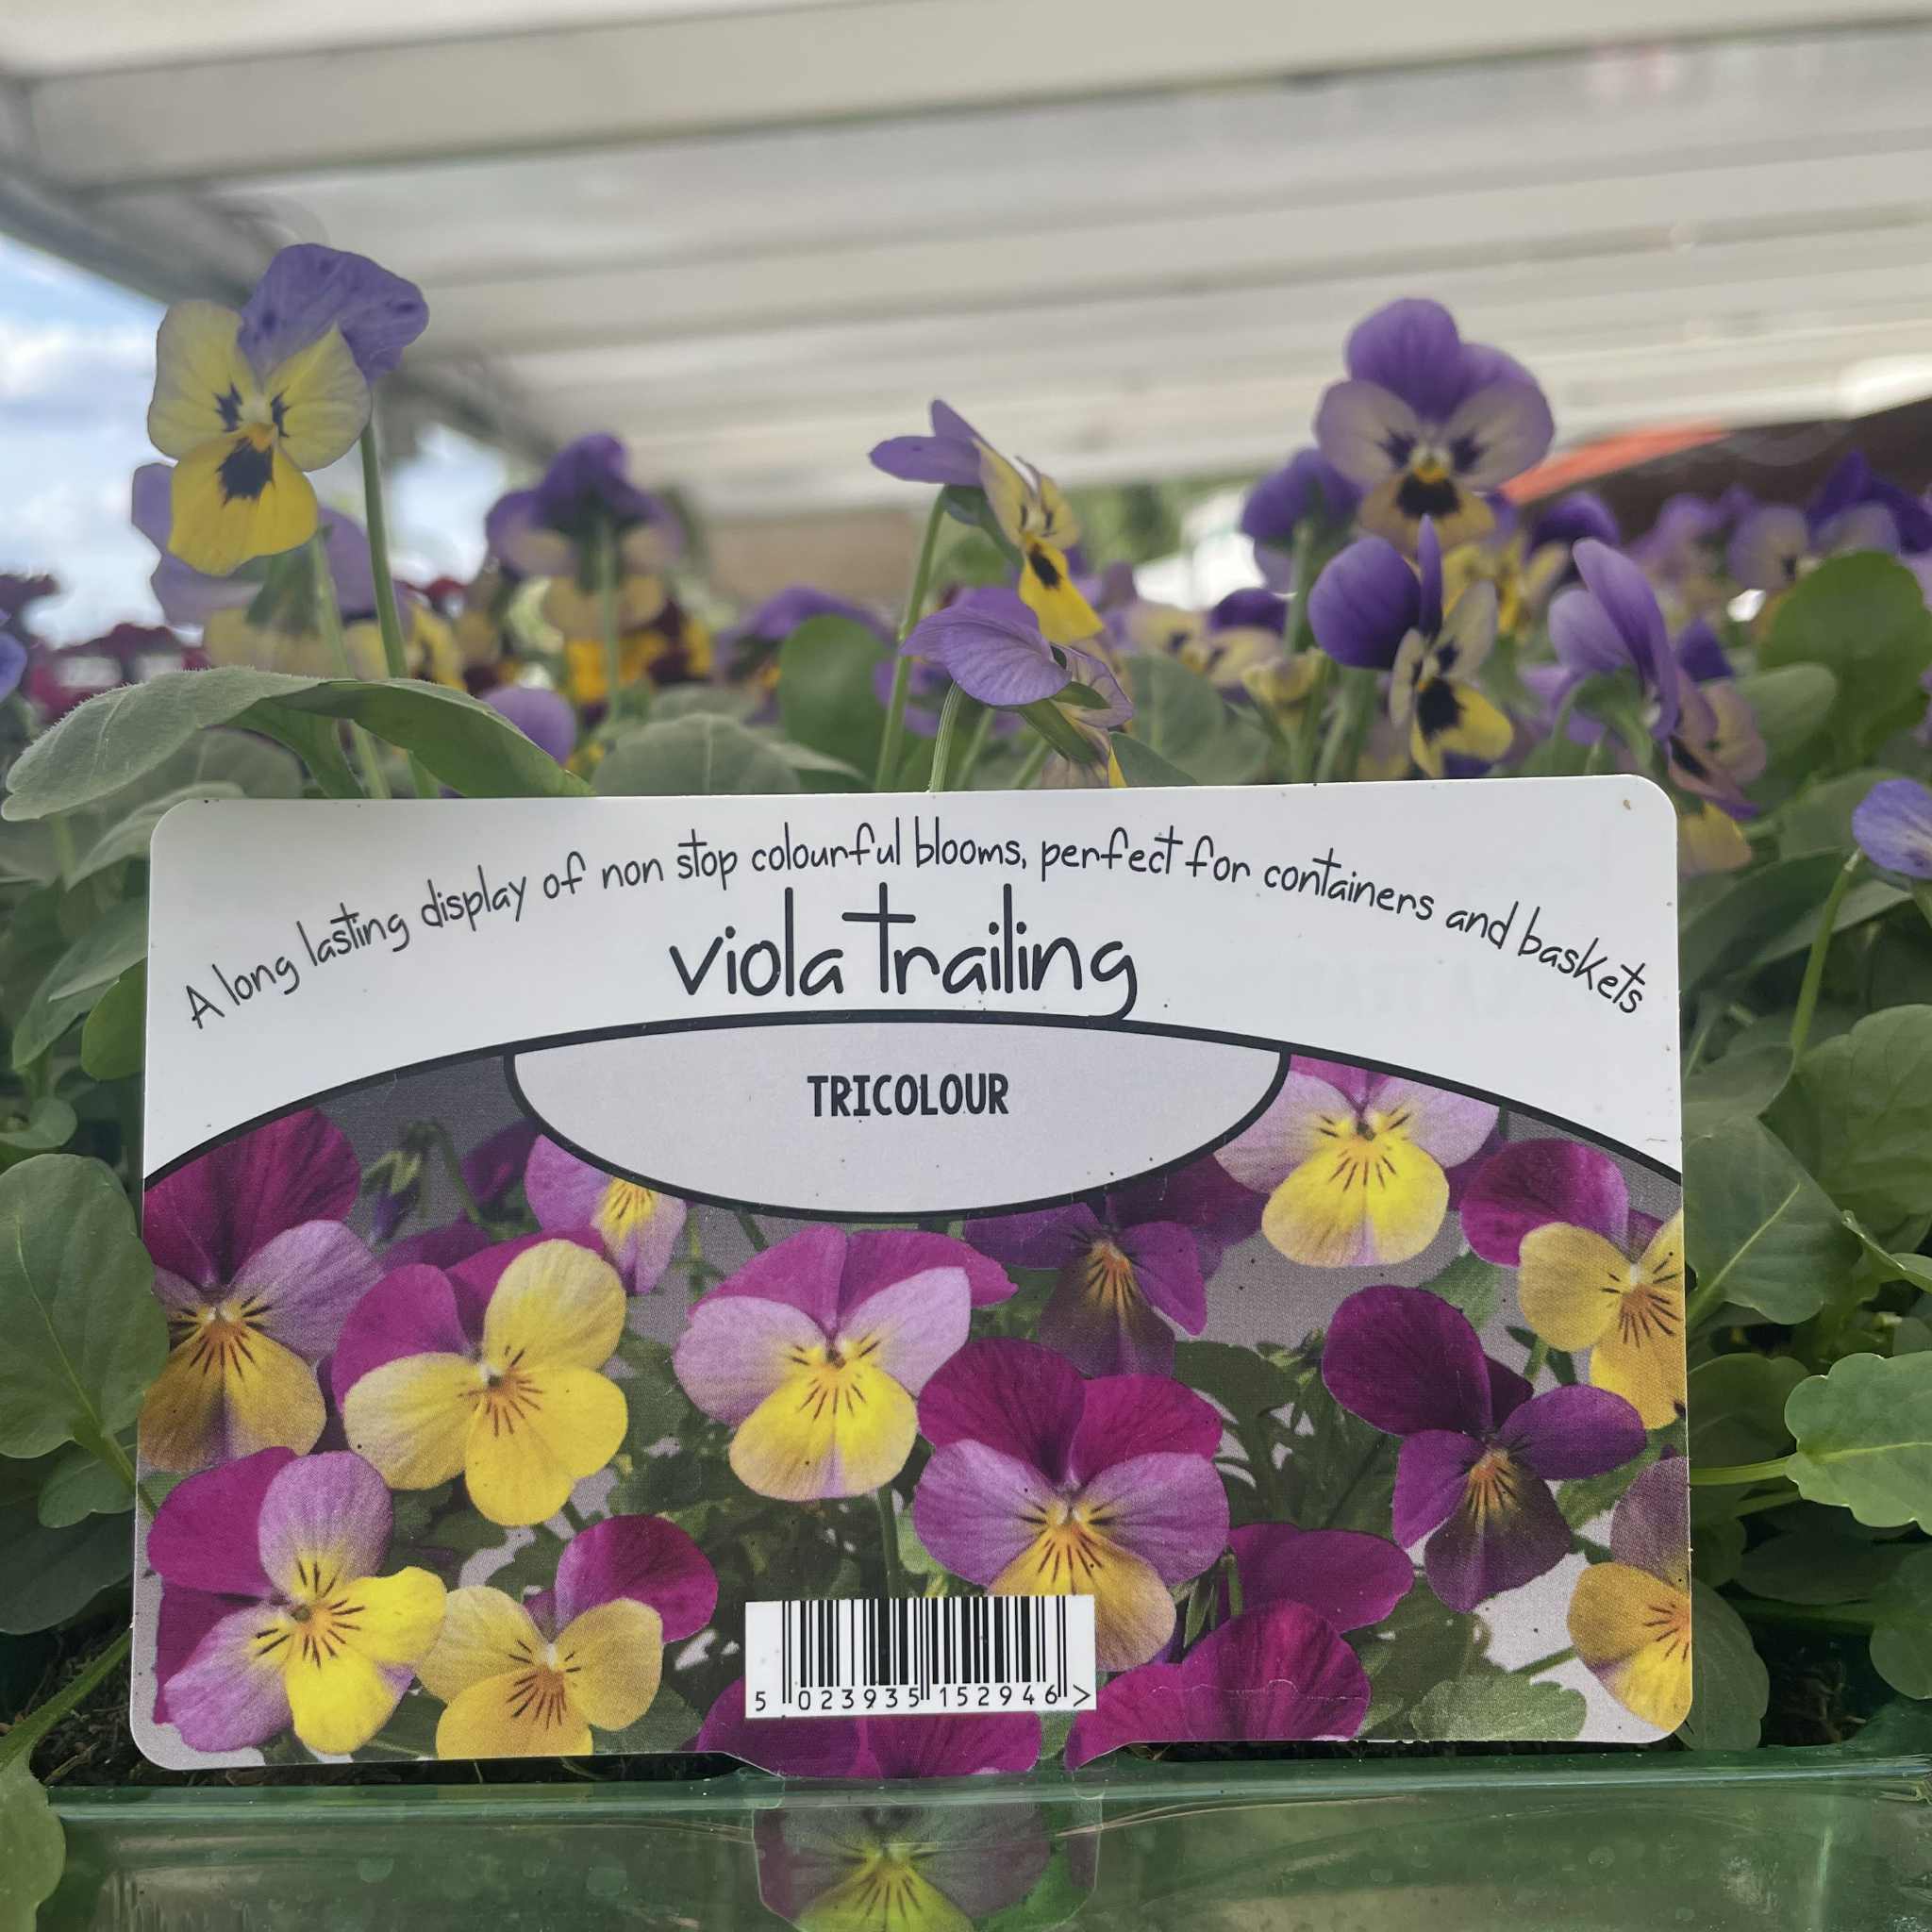 A long lasting display of non stop colourful blooms, perfect for containers and baskets
viola trailing
TRICOLOUR
5 023935 152946 >